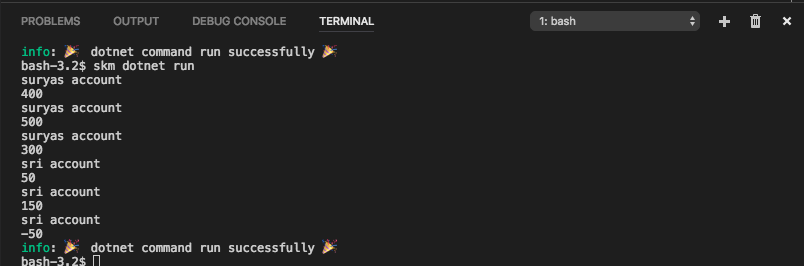 PROBLEMS OUTPUT DEBUG CONSOLE TERMINAL 1: bash
info: 🎉 dotnet command run successfully 🎉
bash-3.2$ skm dotnet run
suryas account
400
suryas account
500
suryas account
300
sri account
50
sri account
150
sri account
-50
info: 🎉 dotnet command run successfully 🎉
bash-3.2$